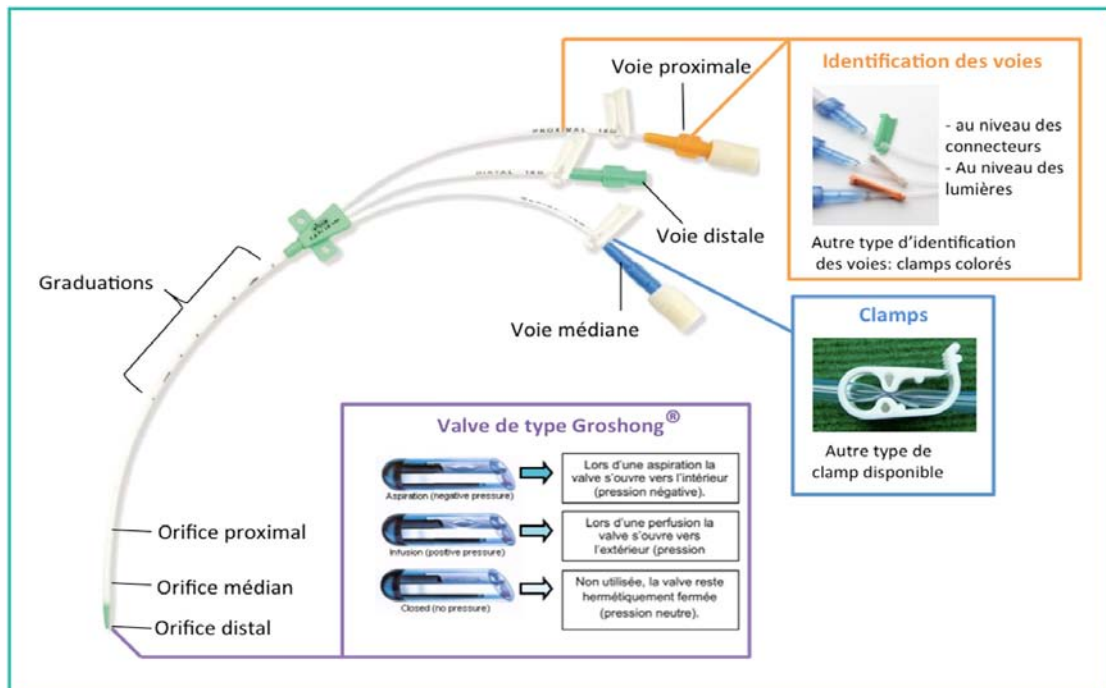 Voie proximale
Identification des voies
- au niveau des
connecteurs
- Au niveau des
lumières
Autre type d'identification
des voies: clamps colorés
PROXIMAL 18G
DISTAL 16G
Voie distale
Graduations
Voie médiane
Clamps
Autre type de
clamp disponible
Valve de type Groshong®
Aspiration (negative pressure)
Lors d'une aspiration la
valve s'ouvre vers l'intérieur
(pression négative).
Infusion (positive pressure)
Lors d'une perfusion la
valve s'ouvre vers
l'extérieur (pression
Closed (no pressure)
Non utilisée, la valve reste
hermétiquement fermée
(pression neutre).
Orifice proximal
Orifice médian
Orifice distal